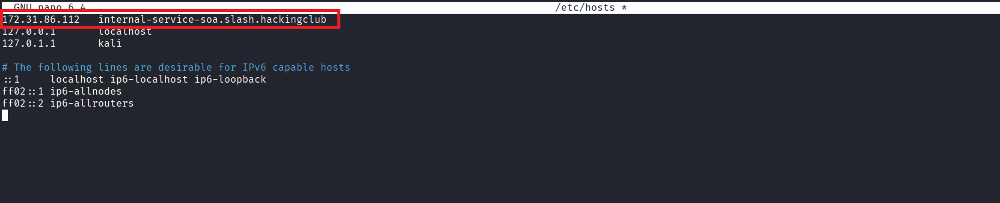 GNU nano 6.4 /etc/hosts *
172.31.86.112 internal-service-soa.slash.hackingclub
127.0.0.1 localhost
127.0.1.1 kali
# The following lines are desirable for IPv6 capable hosts
::1 localhost ip6-localhost ip6-loopback
ff02::1 ip6-allnodes
ff02::2 ip6-allrouters